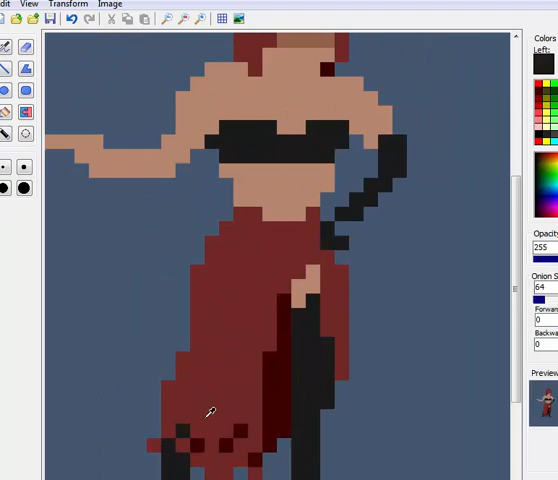 dit View Transform Image
Colors
Left:
Opacity
255
Onion S
64
Forwar
0
Backwa
0
Preview